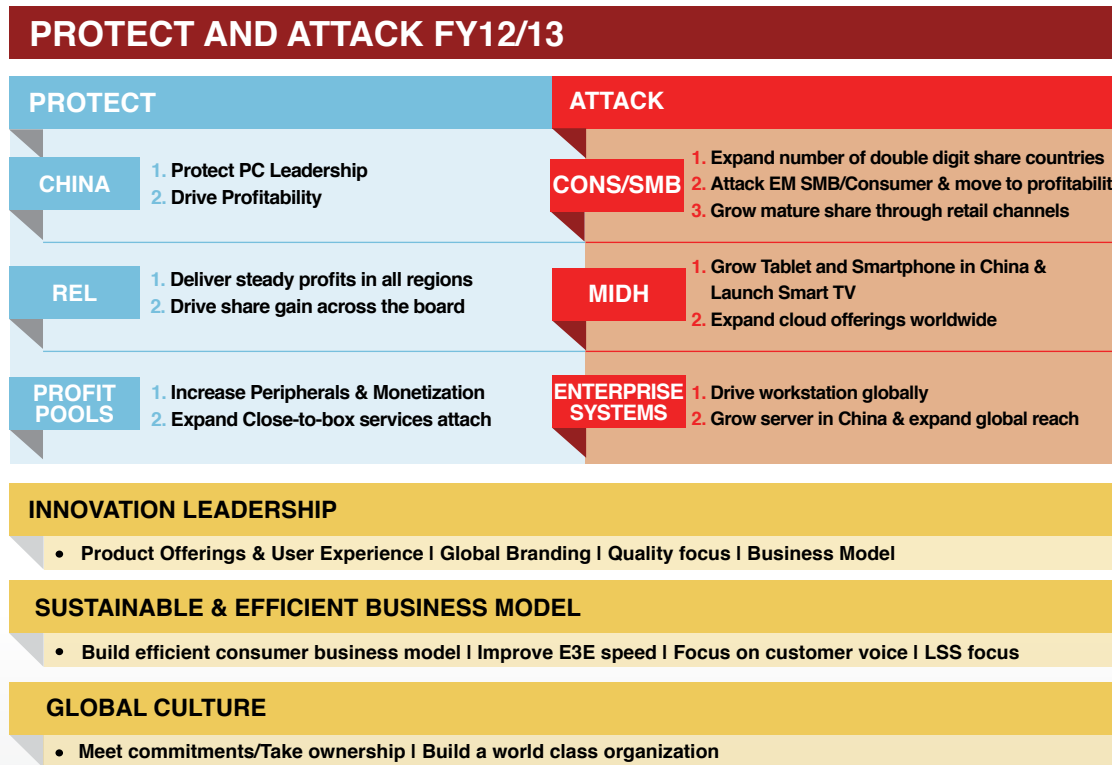 PROTECT AND ATTACK FY12/13
PROTECT
CHINA
1. Protect PC Leadership
2. Drive Profitability
REL
1. Deliver steady profits in all regions
2. Drive share gain across the board
PROFIT
POOLS
1. Increase Peripherals & Monetization
2. Expand Close-to-box services attach
ATTACK
CONS/SMB
1. Expand number of double digit share countries
2. Attack EM SMB/Consumer & move to profitabilit
3. Grow mature share through retail channels
MIDH
1. Grow Tablet and Smartphone in China &
Launch Smart TV
2. Expand cloud offerings worldwide
ENTERPRISE
SYSTEMS
1. Drive workstation globally
2. Grow server in China & expand global reach
INNOVATION LEADERSHIP
• Product Offerings & User Experience I Global Branding I Quality focus I Business Model
SUSTAINABLE & EFFICIENT BUSINESS MODEL
• Build efficient consumer business model I Improve E3E speed I Focus on customer voice I LSS focus
GLOBAL CULTURE
• Meet commitments/Take ownership I Build a world class organization